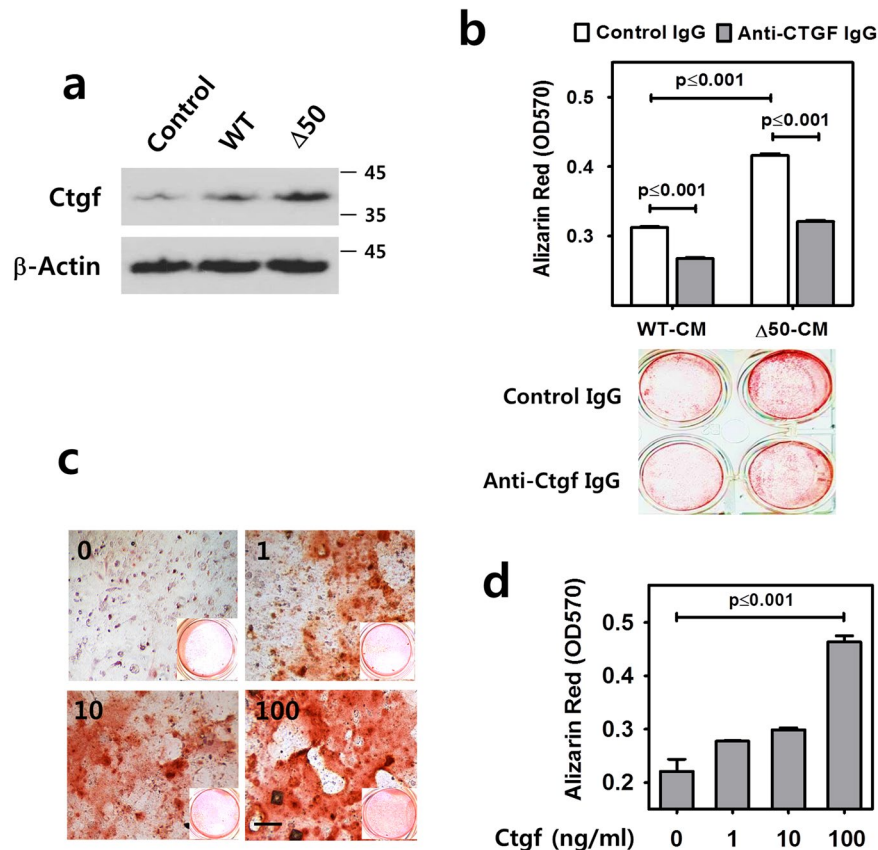 a
Control WT Δ50
Ctgf
45
35
β-Actin
45
b
Control IgG Anti-CTGF IgG
Alizarin Red (OD570)
0.5
0.4
0.3
p≤0.001
p≤0.001
p≤0.001
WT-CM Δ50-CM
Control IgG
Anti-Ctgf IgG
c
0
1
10
100
d
Alizarin Red (OD570)
0.5
0.4
0.3
0.2
p≤0.001
Ctgf (ng/ml) 0 1 10 100